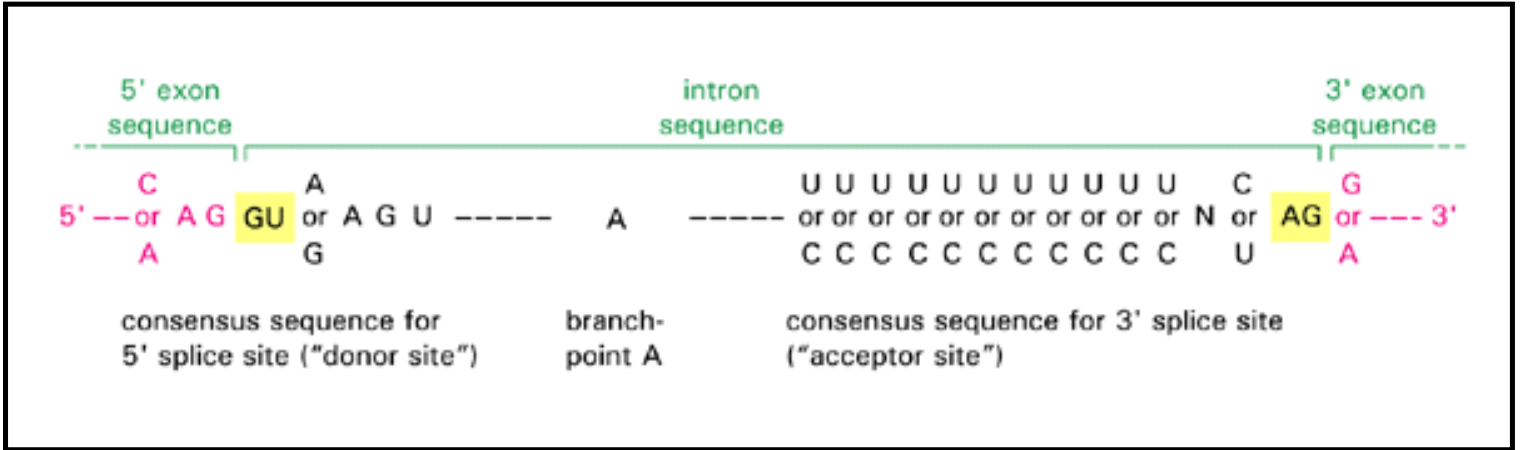 5' exon sequence
intron sequence
3' exon sequence
C A U U U U U U U U U U U C G
5' --or A G GU or A G U ----- A ----- or or or or or or or or or or or N or AG or --- 3'
A G C C C C C C C C C C C U A
consensus sequence for
5' splice site ("donor site")
branch-
point A
consensus sequence for 3' splice site
("acceptor site")